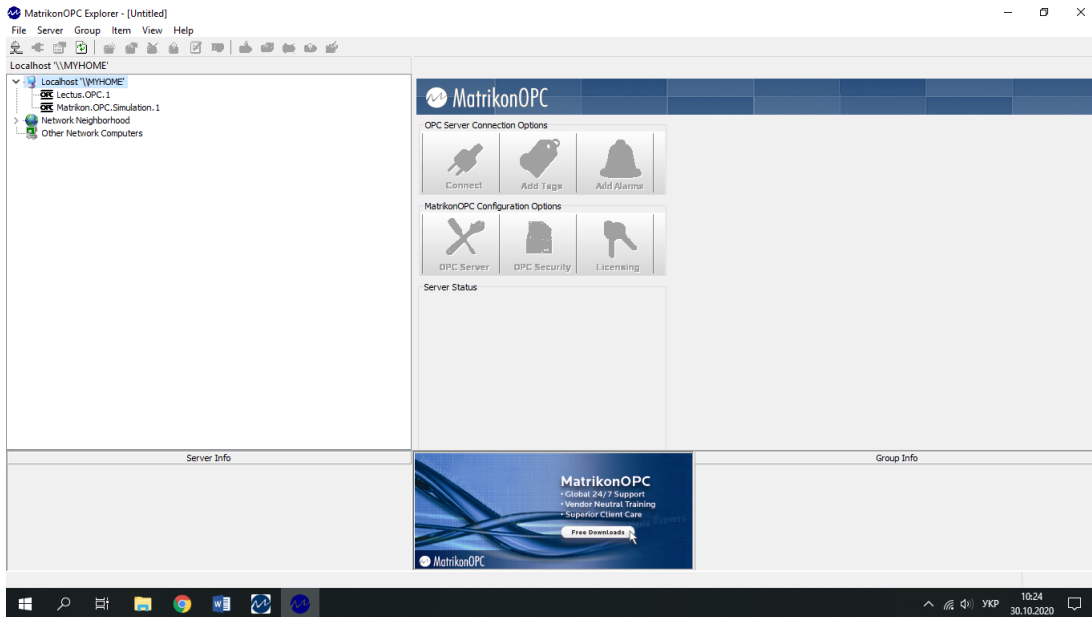 MatrikonOPC Explorer - [Untitled]
File Server Group Item View Help
Localhost '\\MYHOME'
Localhost '\\MYHOME'
Lectus.OPC.1
Matrikon.OPC.Simulation.1
Network Neighborhood
Other Network Computers
MatrikonOPC
OPC Server Connection Options
Connect Add Tags Add Alarms
MatrikonOPC Configuration Options
OPC Server OPC Security Licensing
Server Status
Server Info
MatrikonOPC
• Global 24/7 Support
• Vendor Neutral Training
• Superior Client Care
Free Downloads
MatrikonOPC
Group Info
УКР
10:24
30.10.2020